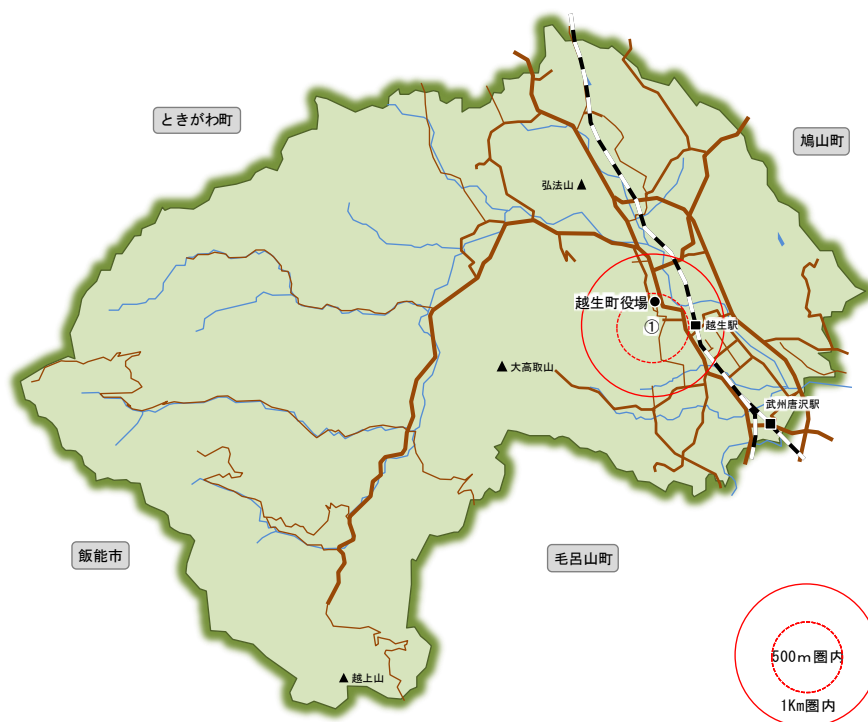 ときがわ町
鳩山町
弘法山
越生町役場
①
越生駅
大高取山
武州唐沢駅
飯能市
毛呂山町
越上山
500m圏内
1Km圏内